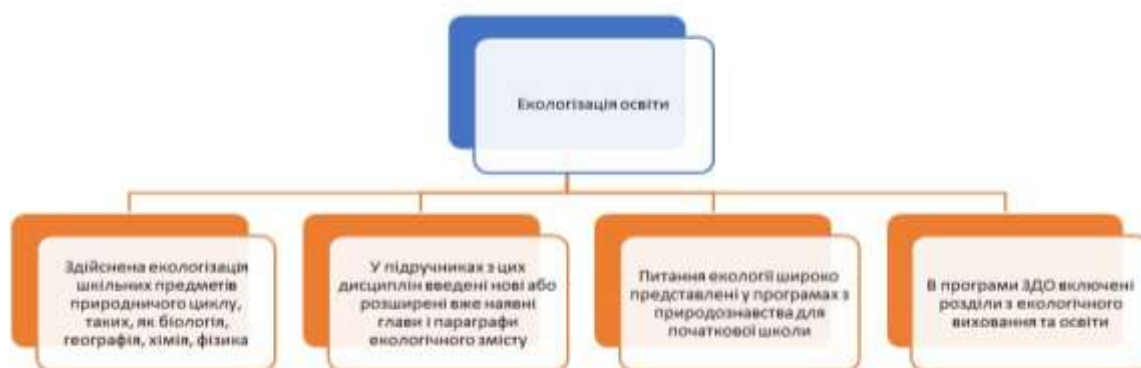 Екологізація освіти
Здійснена екологізація
шкільних предметів
природничого циклу,
таких, як біологія,
географія, хімія, фізика
У підручниках з цих
дисциплін введені нові або
розширені вже наявні
глави і параграфи
екологічного змісту
Питання екології широко
представлені у програмах з
природознавства для
початкової школи
В програми ЗДО включені
розділи з екологічного
виховання та освіти